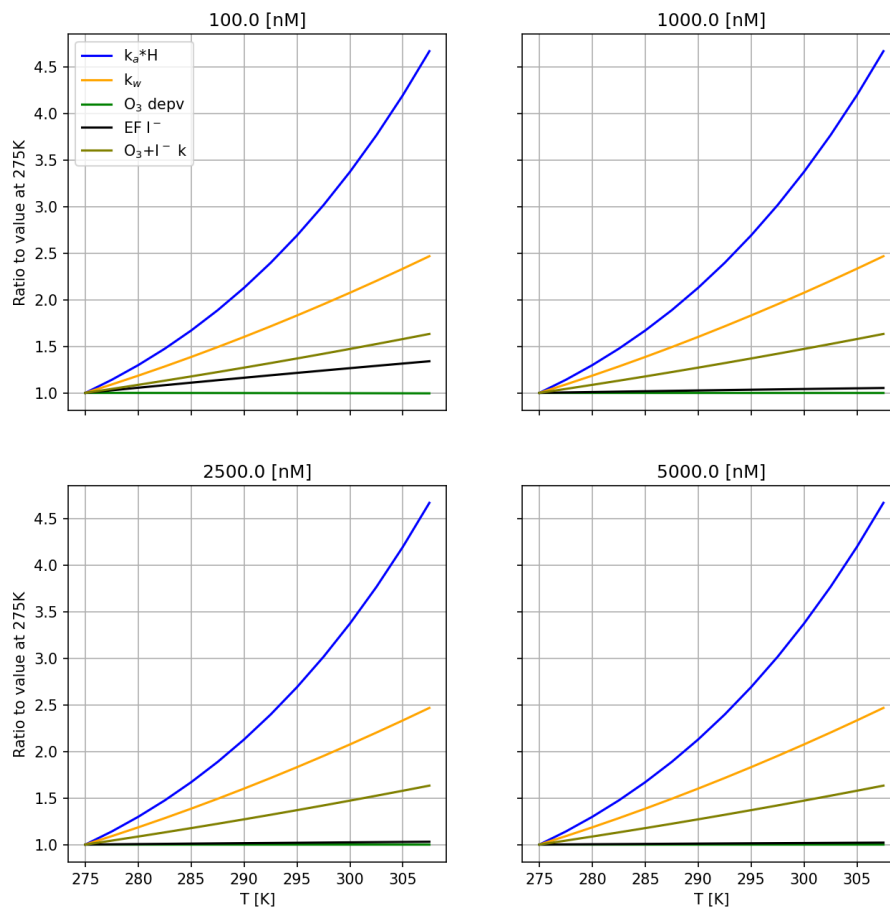 100.0 [nM]
1000.0 [nM]
Ratio to value at 275K
4.5
4.0
3.5
3.0
2.5
2.0
1.5
1.0
kₐ*H
k_w
O₃ depv
EF I⁻
O₃+I⁻ k
2500.0 [nM]
5000.0 [nM]
Ratio to value at 275K
4.5
4.0
3.5
3.0
2.5
2.0
1.5
1.0
275 280 285 290 295 300 305
275 280 285 290 295 300 305
T [K]
T [K]